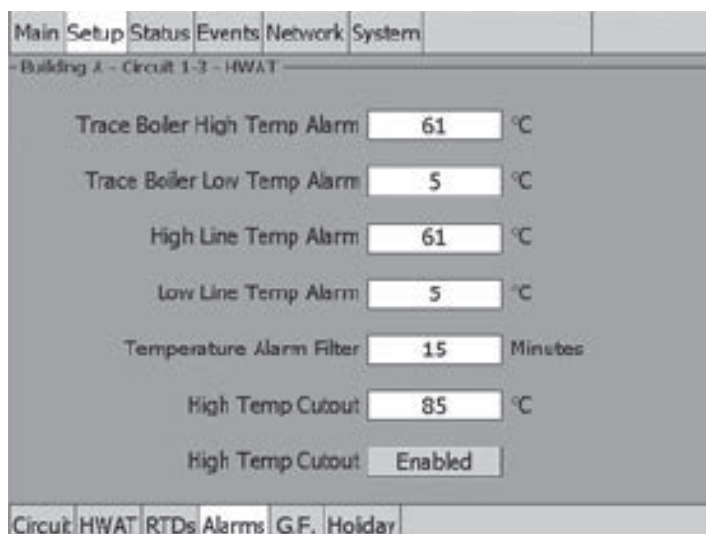 Main Setup Status Events Network System
Building A - Circuit 1-3 - HWAT
Trace Boiler High Temp Alarm 61 °C
Trace Boiler Low Temp Alarm 5 °C
High Line Temp Alarm 61 °C
Low Line Temp Alarm 5 °C
Temperature Alarm Filter 15 Minutes
High Temp Cutout 85 °C
High Temp Cutout Enabled
Circuit HWAT RTDs Alarms G.F. Holiday